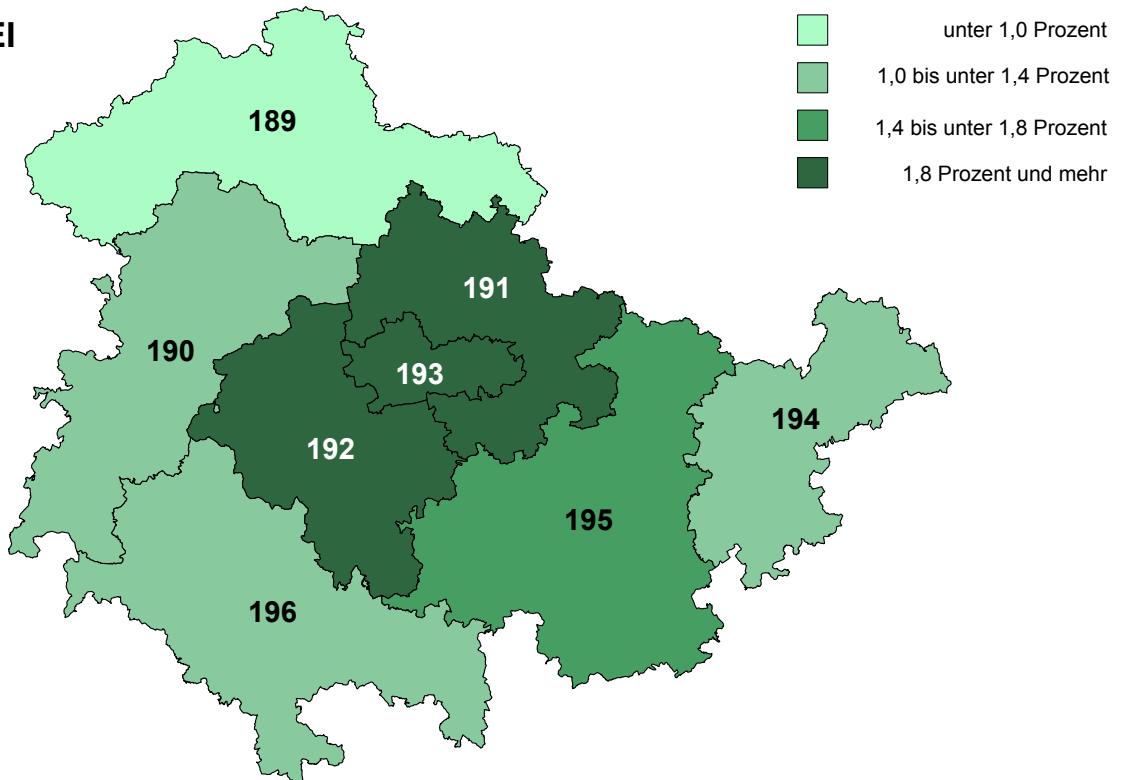 EI
unter 1,0 Prozent
1,0 bis unter 1,4 Prozent
1,4 bis unter 1,8 Prozent
1,8 Prozent und mehr
189
191
190
193
194
192
195
196